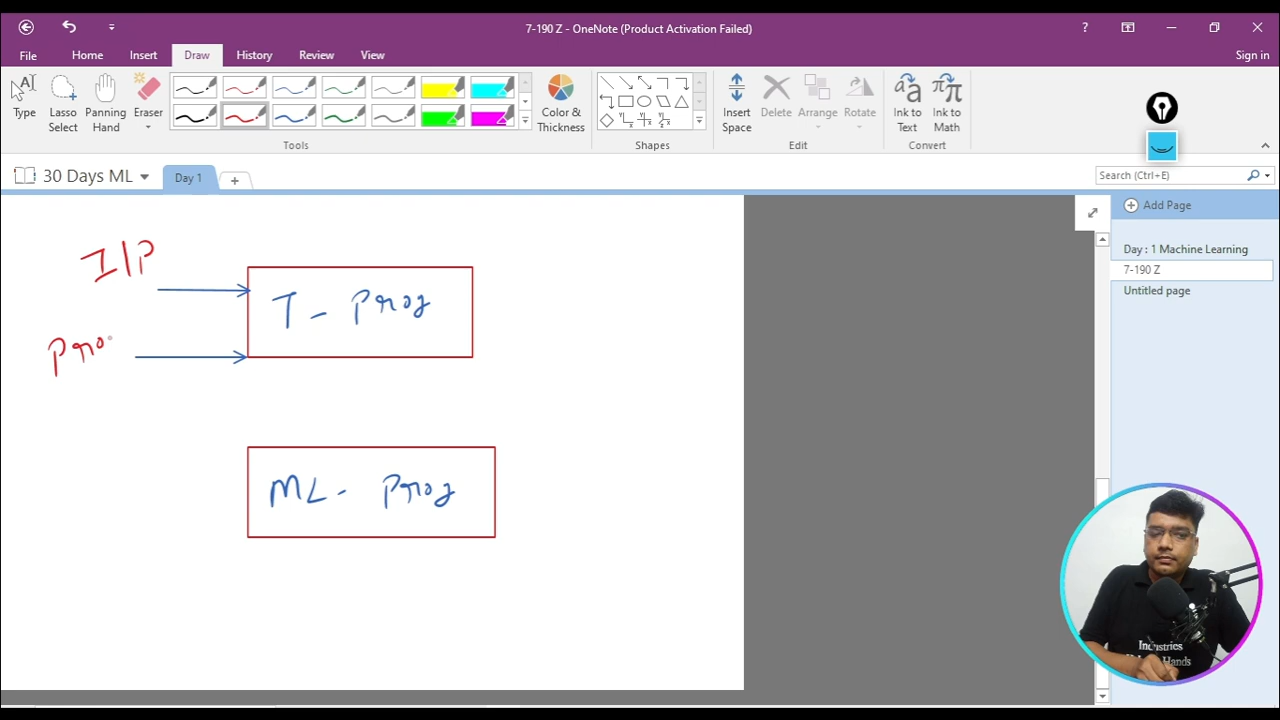 7-190 Z - OneNote (Product Activation Failed)
?
File Home Insert Draw History Review View
Sign in
Type
Lasso Select
Panning Hand
Eraser
Color & Thickness
Insert Space
Delete
Arrange
Rotate
Ink to Text
Ink to Math
Tools
Shapes
Edit
Convert
30 Days ML
Day 1
Search (Ctrl+E)
Add Page
Day : 1 Machine Learning
7-190 Z
Untitled page
I/P
T - Prog
Pro
ML - Prog
Industries
Hands